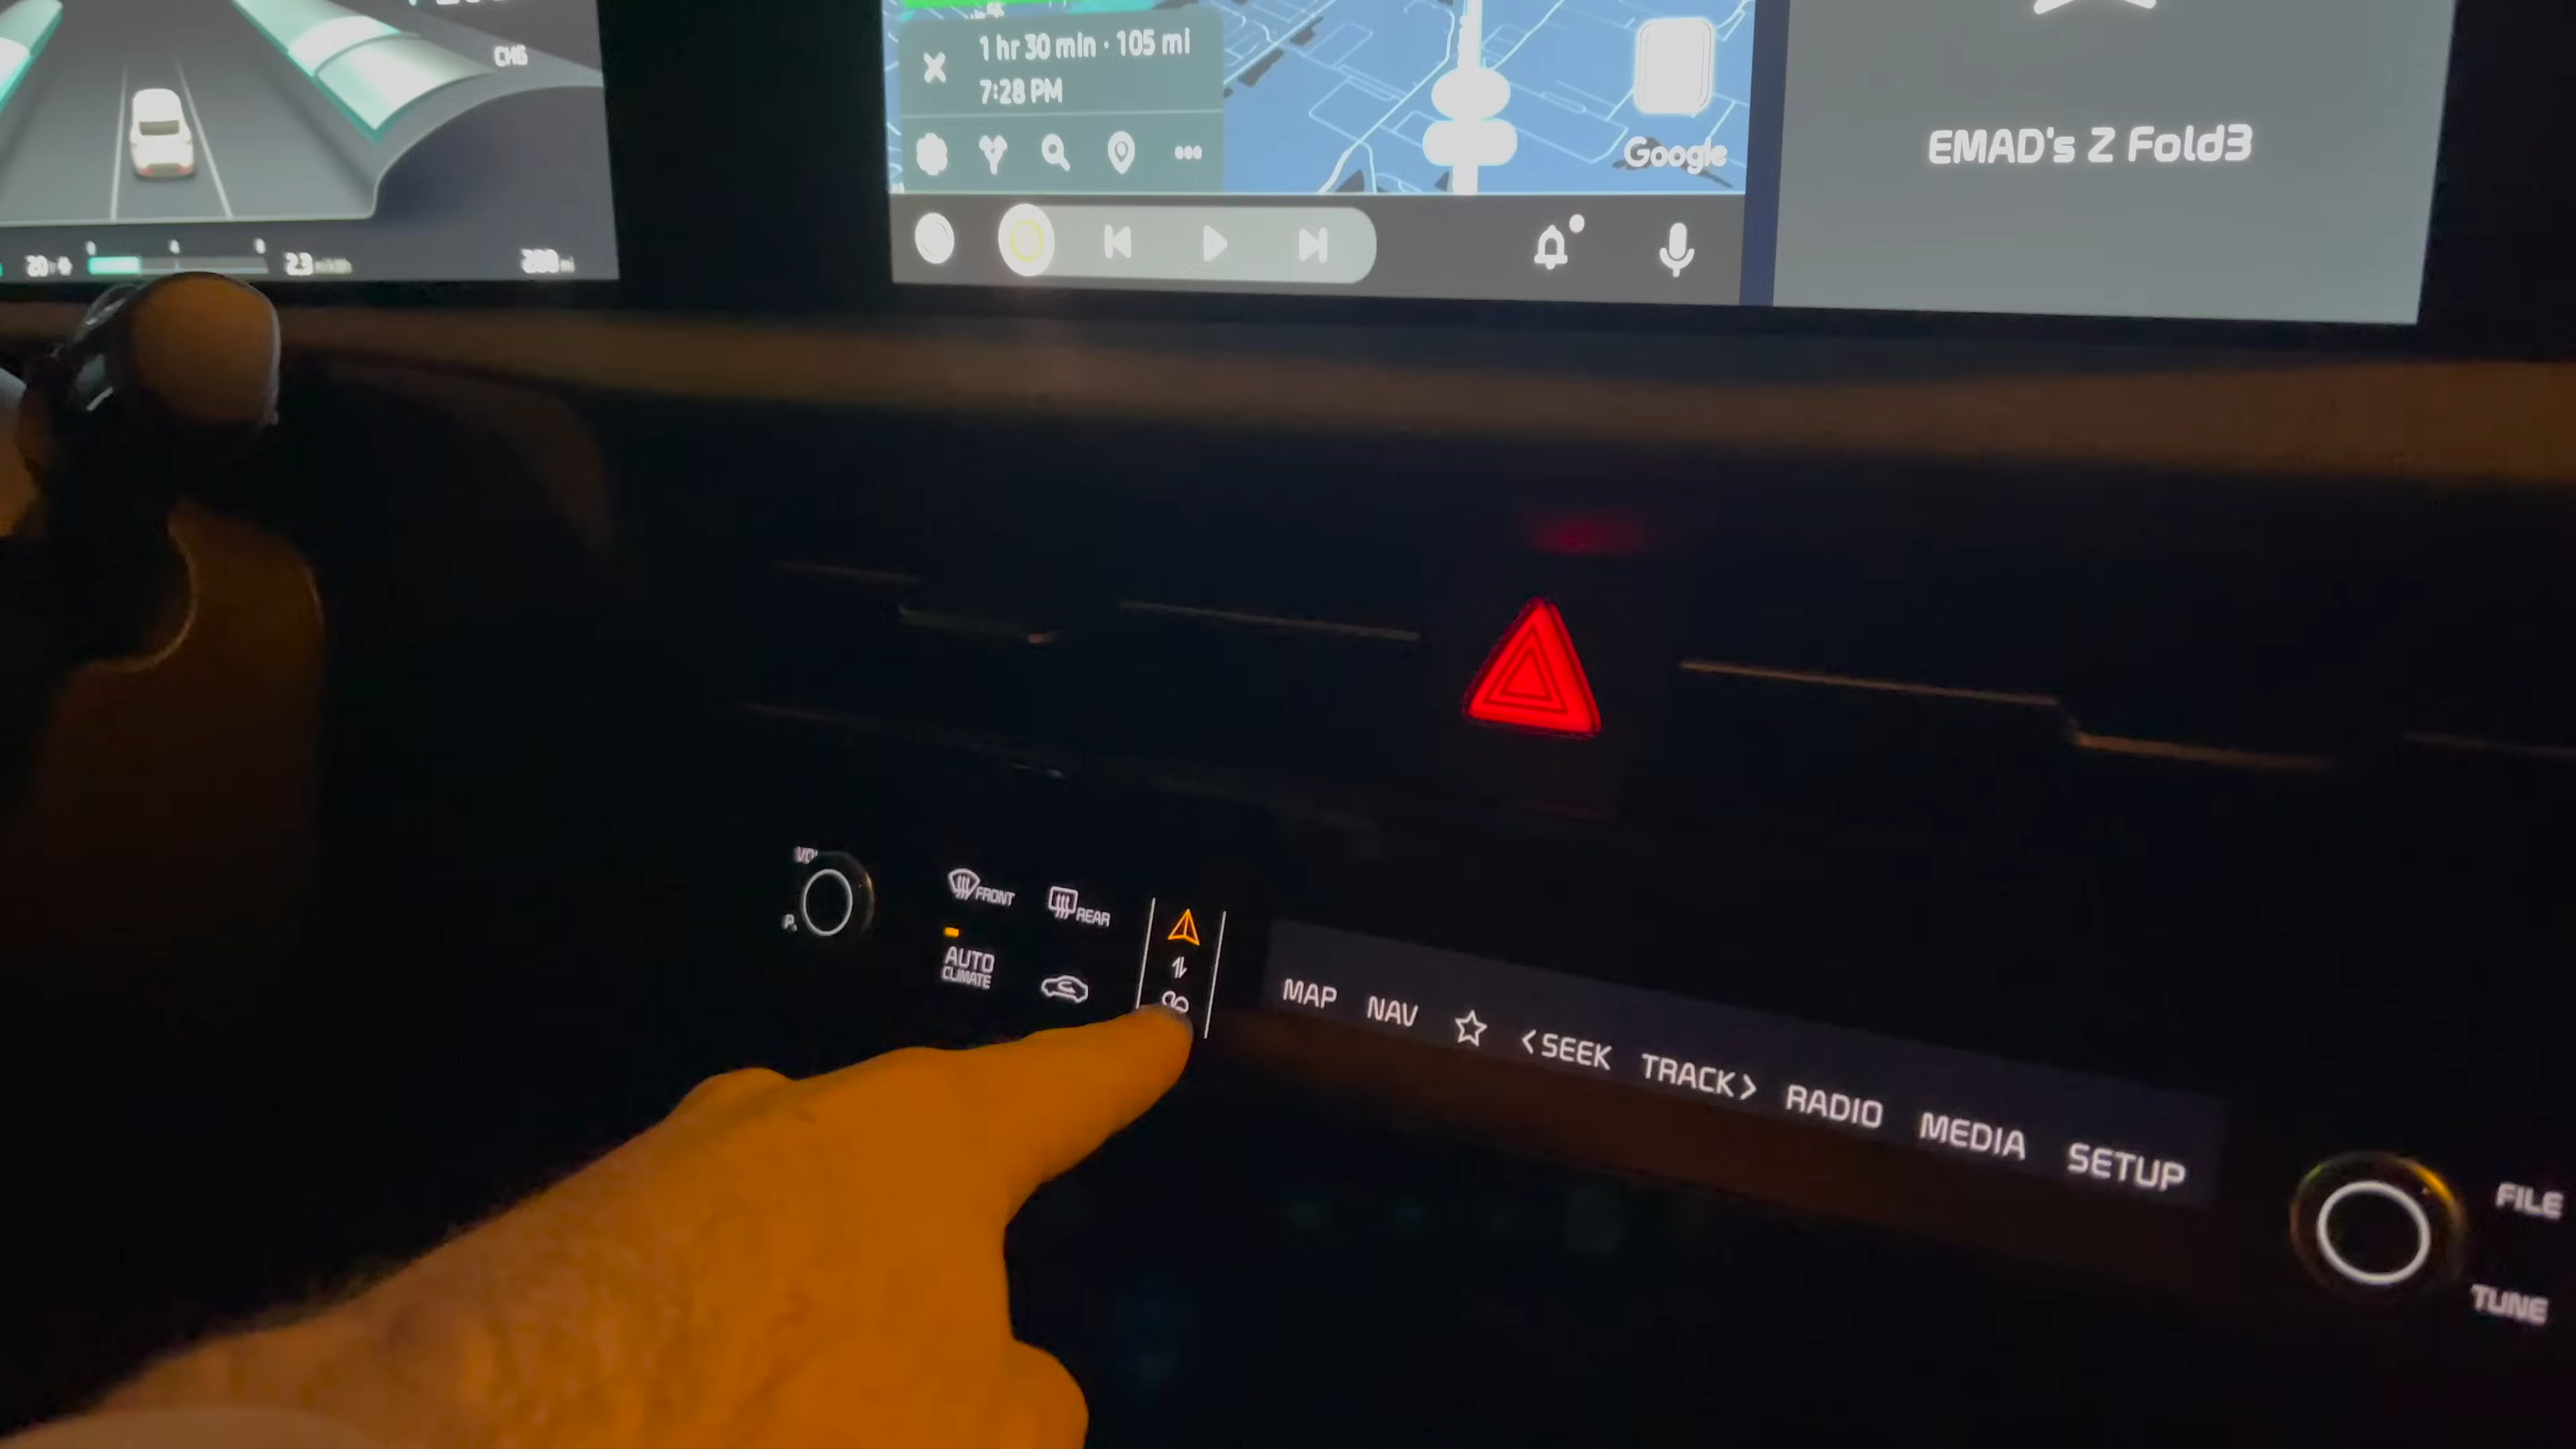 1 hr 30 min · 105 mi
7:28 PM
Google
EMAD's Z Fold3
FRONT
REAR
AUTO
CLIMATE
MAP
NAV
<SEEK
TRACK>
RADIO
MEDIA
SETUP
FILE
TUNE